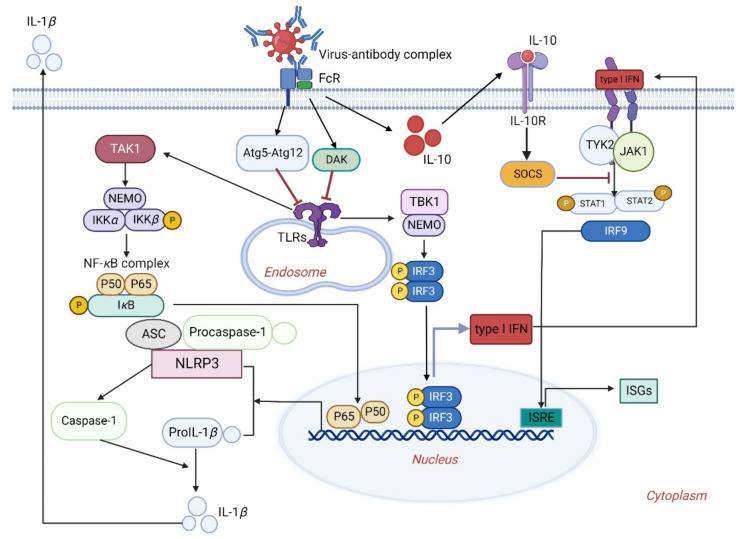 IL-1β
Virus-antibody complex
FcR
IL-10
type I IFN
IL-10R
IL-10
TAK1
Atg5-Atg12
DAK
TYK2
JAK1
SOCS
NEMO
IKKα
IKKβ
P
TBK1
NEMO
TLRs
P
STAT1
STAT2
P
IRF9
NF-κB complex
P50
P65
P
IκB
Endosome
P
IRF3
P
IRF3
ASC
Procaspase-1
NLRP3
type I IFN
Caspase-1
ProIL-1β
P65
P50
P
IRF3
P
IRF3
ISRE
ISGs
Nucleus
Cytoplasm
IL-1β